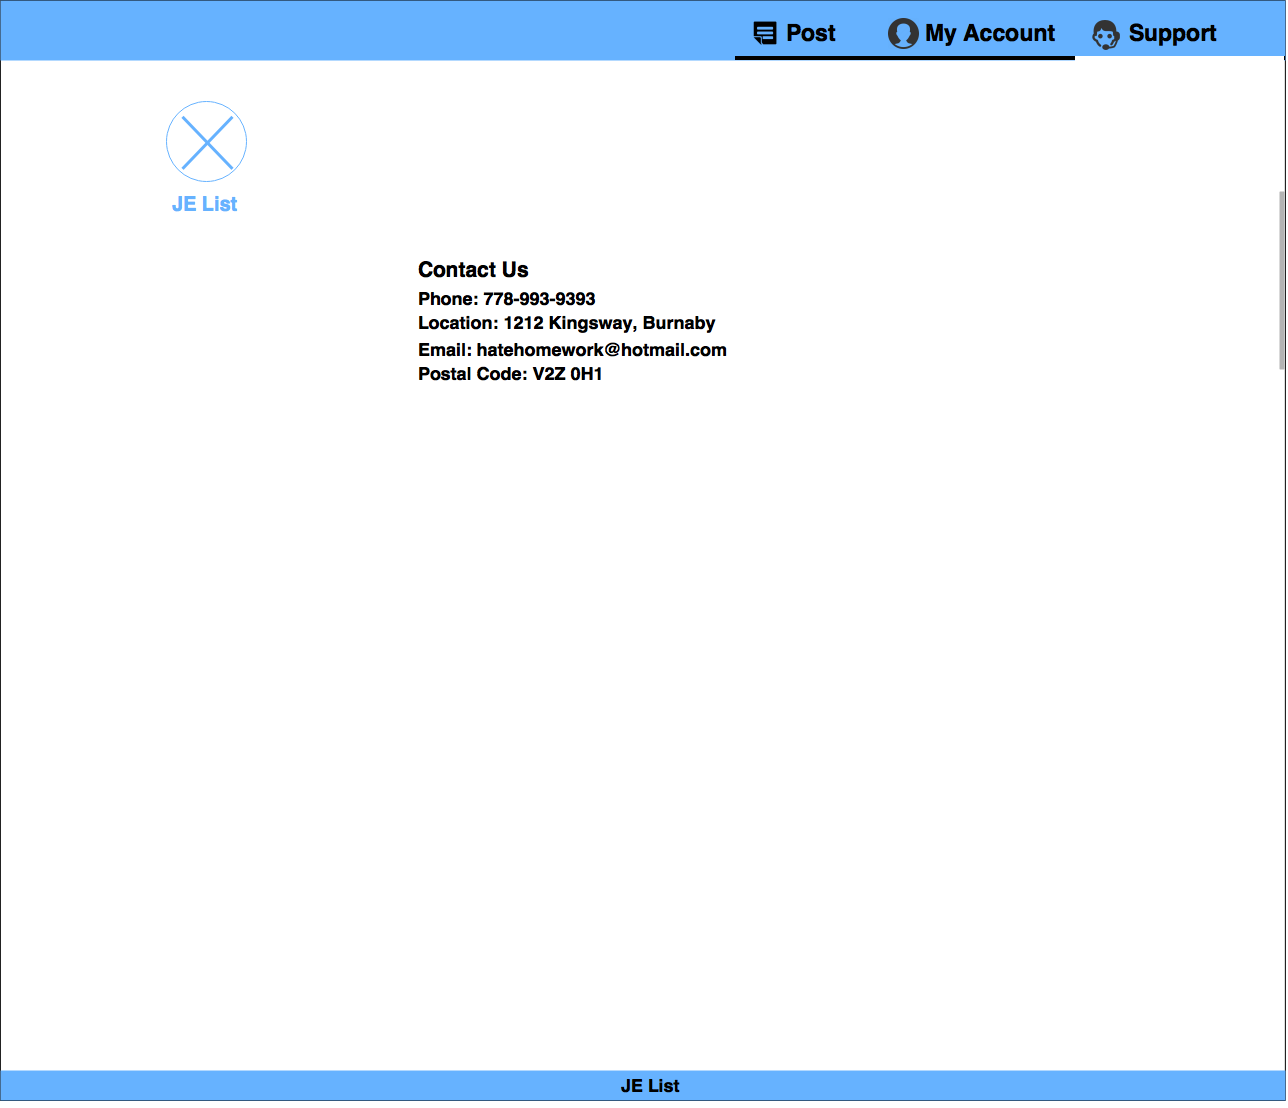 Post My Account Support
JE List
Contact Us
Phone: 778-993-9393
Location: 1212 Kingsway, Burnaby
Email: hatehomework@hotmail.com
Postal Code: V2Z 0H1
JE List